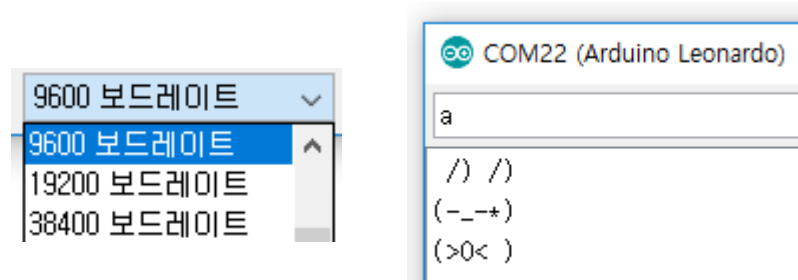 9600 보드레이트
9600 보드레이트
19200 보드레이트
38400 보드레이트
COM22 (Arduino Leonardo)
a
/) /)
(-_-*)
(>0< )